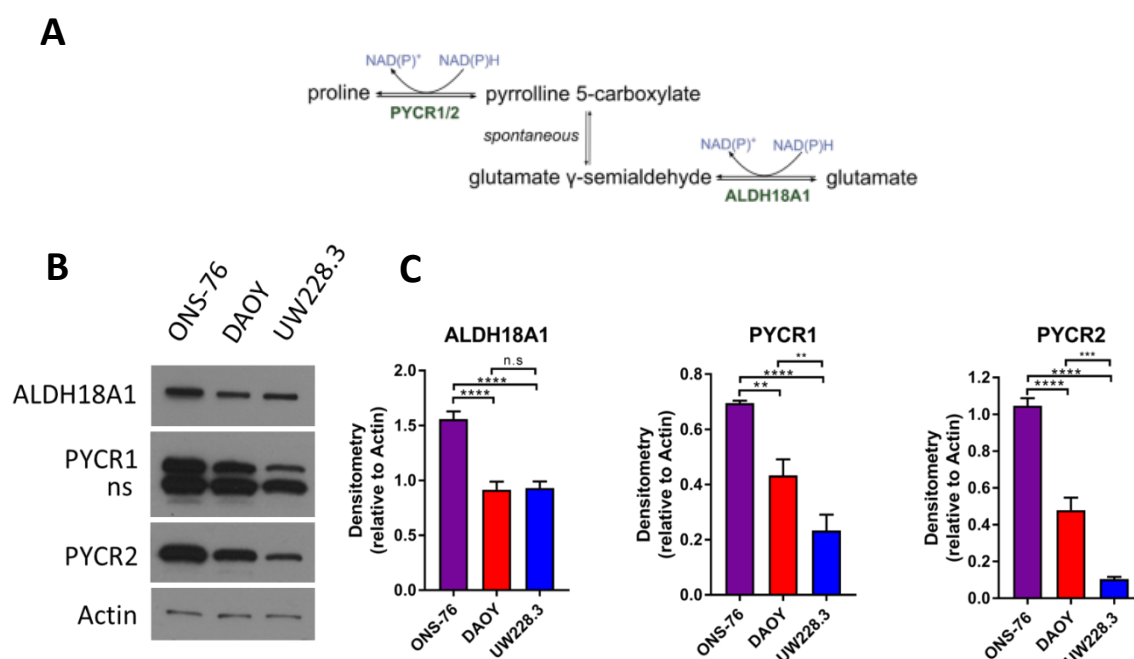 A
NAD(P)⁺ NAD(P)H
proline pyrrolline 5-carboxylate
PYCR1/2
spontaneous
NAD(P)⁺ NAD(P)H
glutamate γ-semialdehyde glutamate
ALDH18A1
B
ONS-76 DAOY UW228.3
ALDH18A1
PYCR1
ns
PYCR2
Actin
C
ALDH18A1
n.s
****
****
2.0
1.5
1.0
0.5
0.0
Densitometry
(relative to Actin)
ONS-76 DAOY UW228.3
PYCR1
**
****
**
0.8
0.6
0.4
0.2
0.0
Densitometry
(relative to Actin)
ONS-76 DAOY UW228.3
PYCR2
***
****
****
1.2
1.0
0.8
0.6
0.4
0.2
0.0
Densitometry
(relative to Actin)
ONS-76 DAOY UW228.3